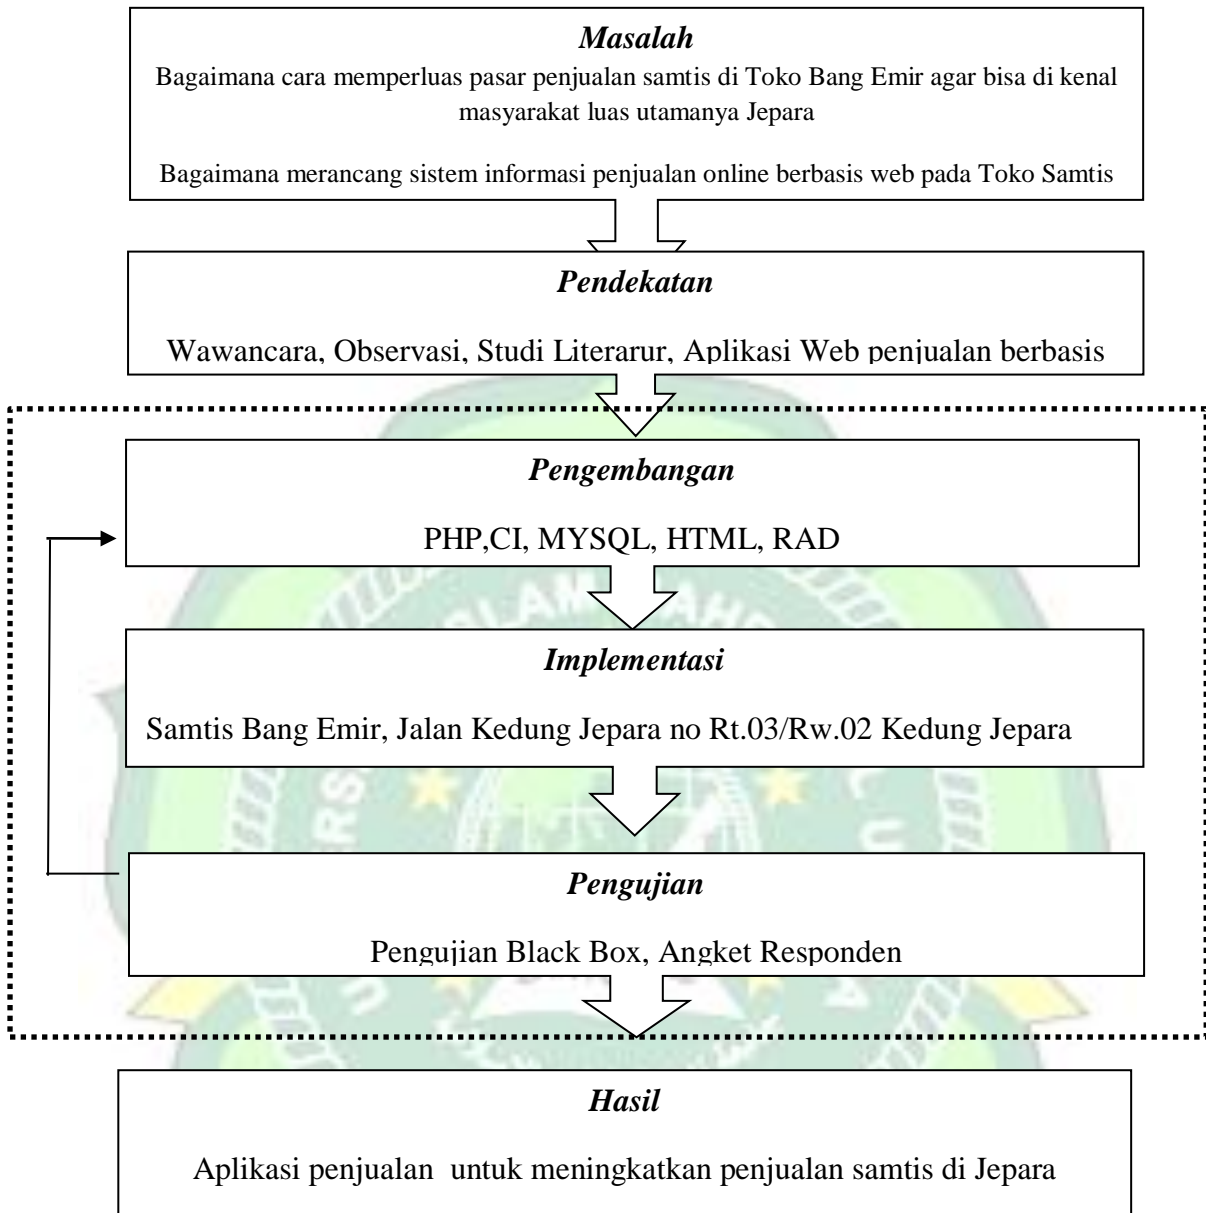 Masalah
Bagaimana cara memperluas pasar penjualan samtis di Toko Bang Emir agar bisa di kenal
masyarakat luas utamanya Jepara
Bagaimana merancang sistem informasi penjualan online berbasis web pada Toko Samtis
Pendekatan
Wawancara, Observasi, Studi Literarur, Aplikasi Web penjualan berbasis
Pengembangan
PHP,CI, MYSQL, HTML, RAD
Implementasi
Samtis Bang Emir, Jalan Kedung Jepara no Rt.03/Rw.02 Kedung Jepara
Pengujian
Pengujian Black Box, Angket Responden
Hasil
Aplikasi penjualan  untuk meningkatkan penjualan samtis di Jepara